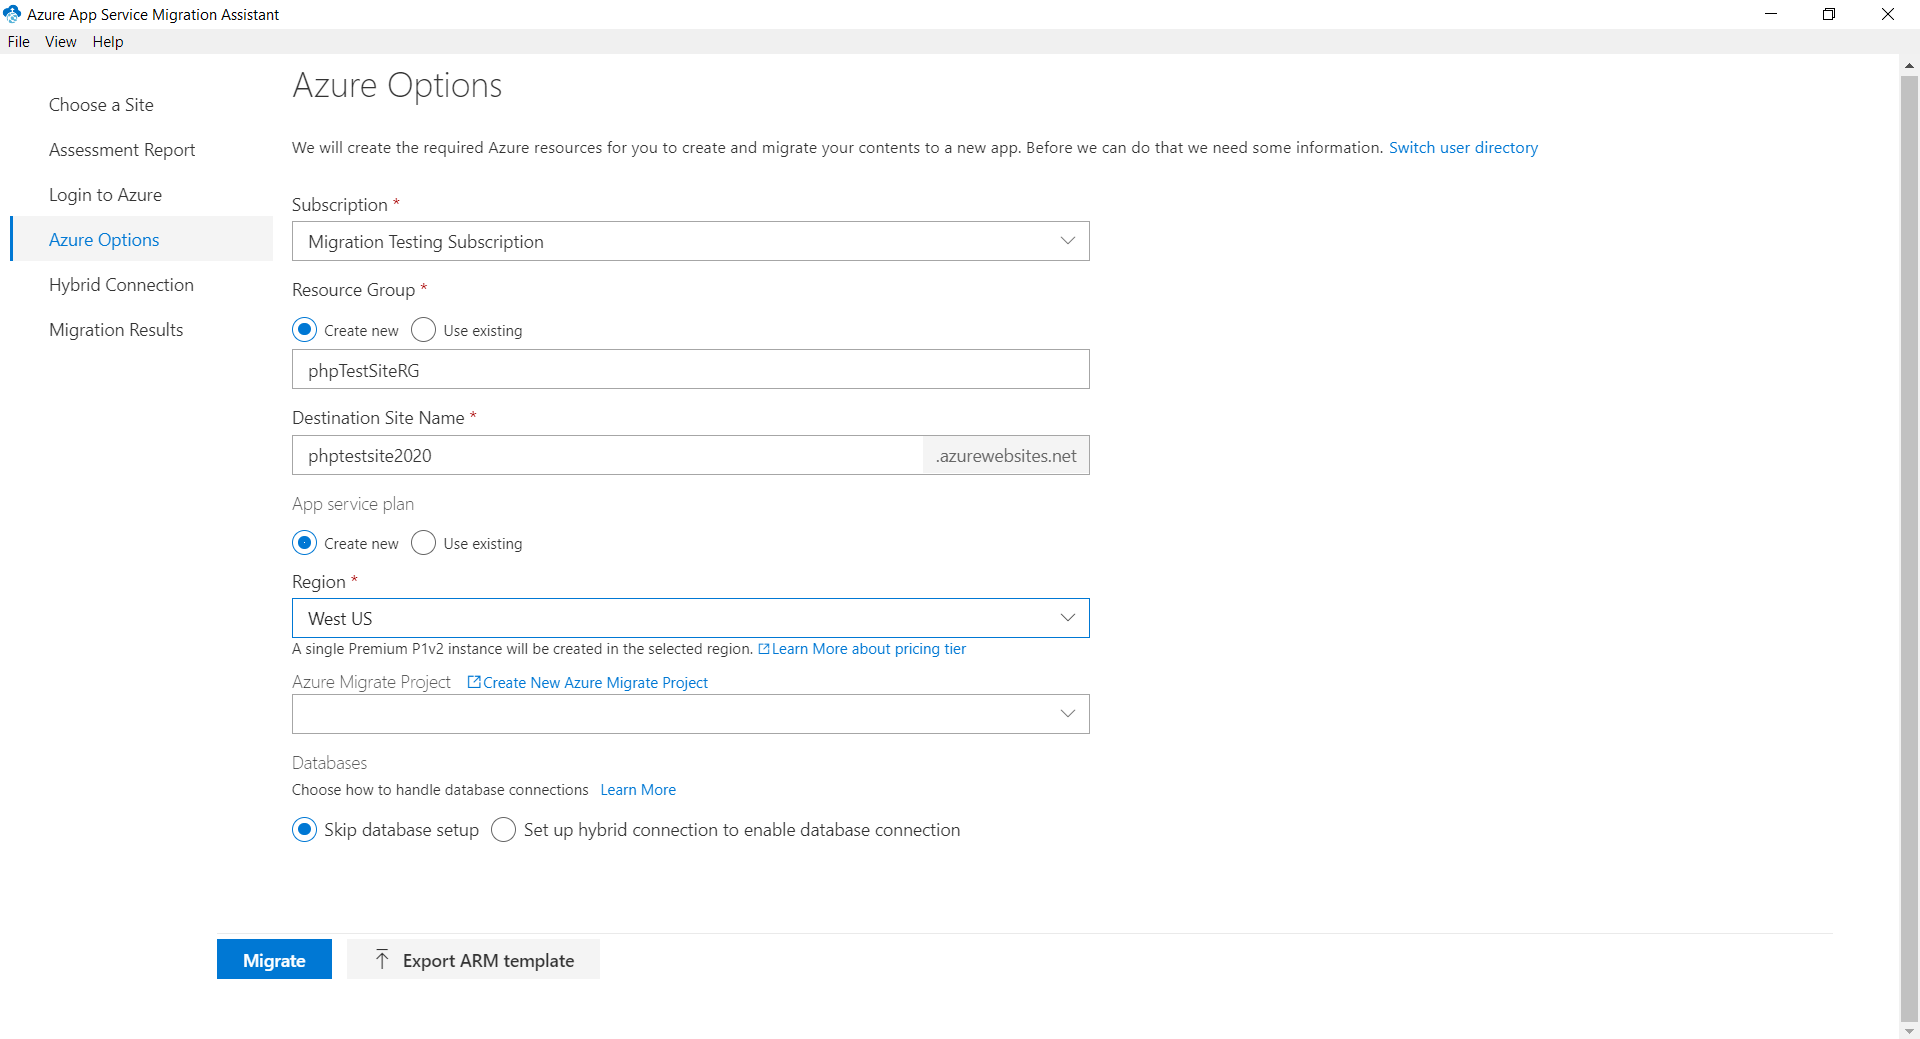 Azure App Service Migration Assistant
File View Help
Choose a Site
Assessment Report
Login to Azure
Azure Options
Hybrid Connection
Migration Results
Azure Options
We will create the required Azure resources for you to create and migrate your contents to a new app. Before we can do that we need some information. Switch user directory
Subscription *
Migration Testing Subscription
Resource Group *
Create new Use existing
phpTestSiteRG
Destination Site Name *
phptestsite2020 .azurewebsites.net
App service plan
Create new Use existing
Region *
West US
A single Premium P1v2 instance will be created in the selected region. Learn More about pricing tier
Azure Migrate Project Create New Azure Migrate Project
Databases
Choose how to handle database connections Learn More
Skip database setup Set up hybrid connection to enable database connection
Migrate Export ARM template